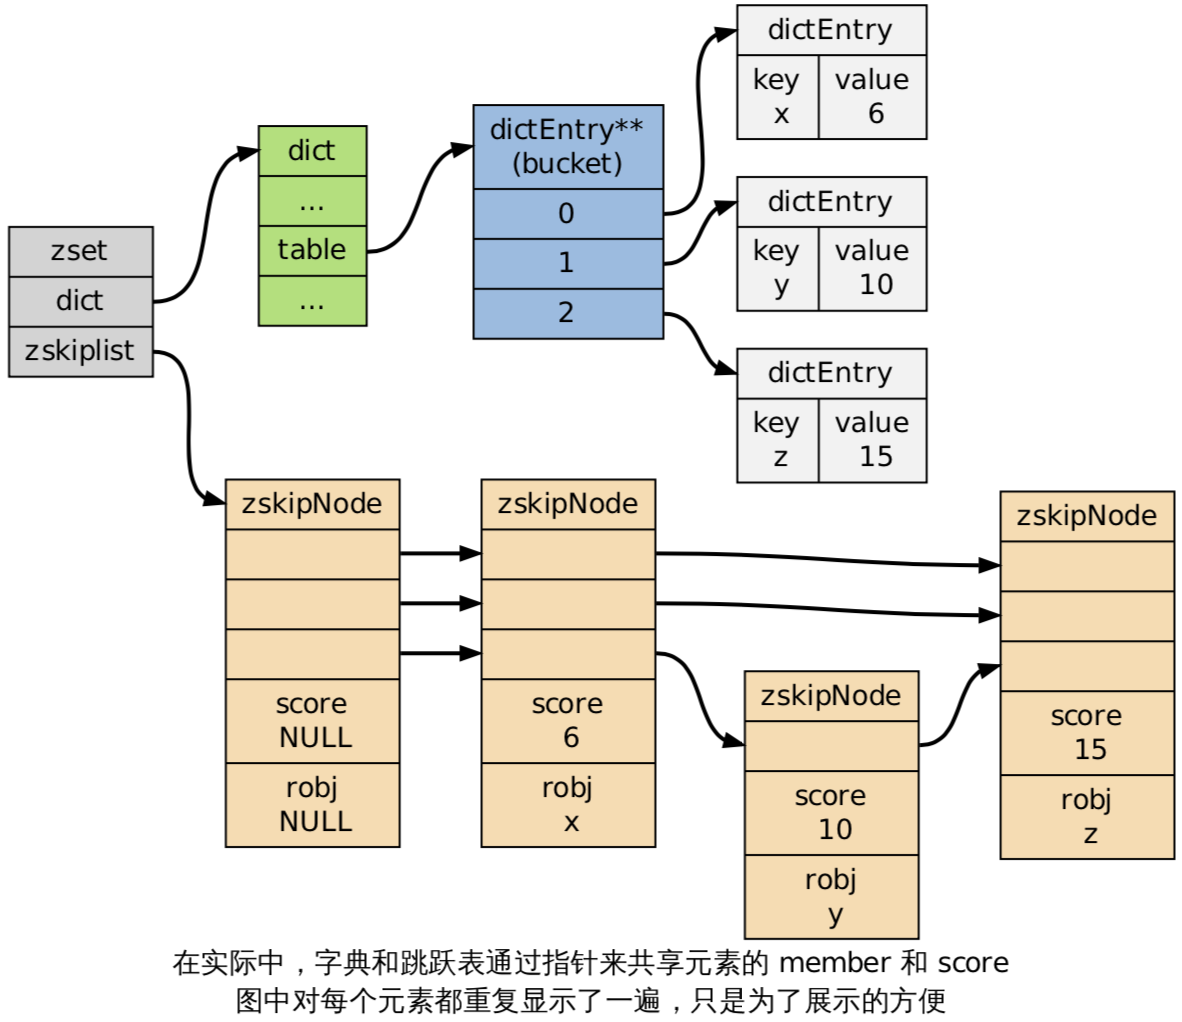 zset
dict
zskiplist
dict
...
table
...
dictEntry**
(bucket)
0
1
2
dictEntry
key value
x 6
dictEntry
key value
y 10
dictEntry
key value
z 15
zskipNode
score
NULL
robj
NULL
zskipNode
score
6
robj
x
zskipNode
score
10
robj
y
zskipNode
score
15
robj
z
在实际中，字典和跳跃表通过指针来共享元素的 member 和 score
图中对每个元素都重复显示了一遍，只是为了展示的方便